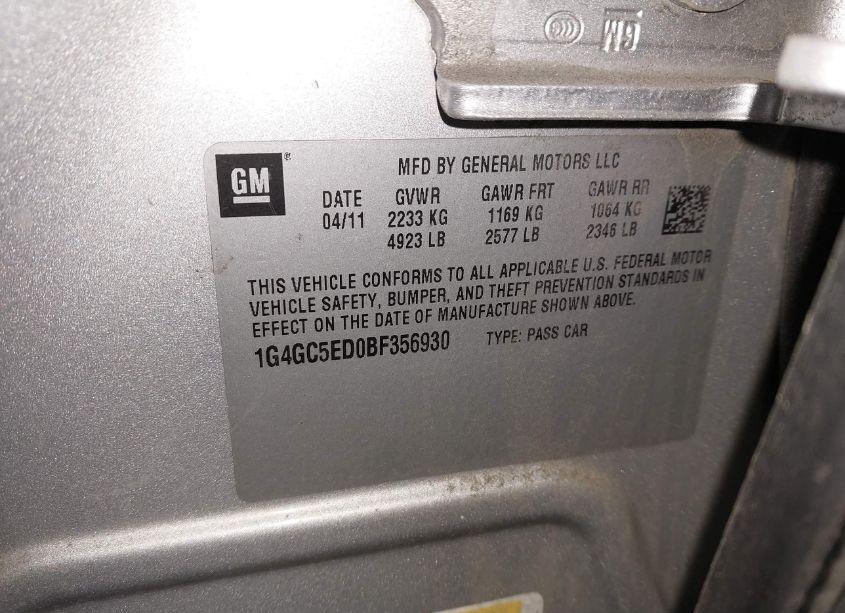 GM
GM
MFD BY GENERAL MOTORS LLC
DATE GVWR GAWR FRT GAWR RR
04/11 2233 KG 1169 KG 1064 KG
4923 LB 2577 LB 2346 LB
THIS VEHICLE CONFORMS TO ALL APPLICABLE U.S. FEDERAL MOTOR
VEHICLE SAFETY, BUMPER, AND THEFT PREVENTION STANDARDS IN
EFFECT ON THE DATE OF MANUFACTURE SHOWN ABOVE.
1G4GC5ED0BF356930 TYPE: PASS CAR